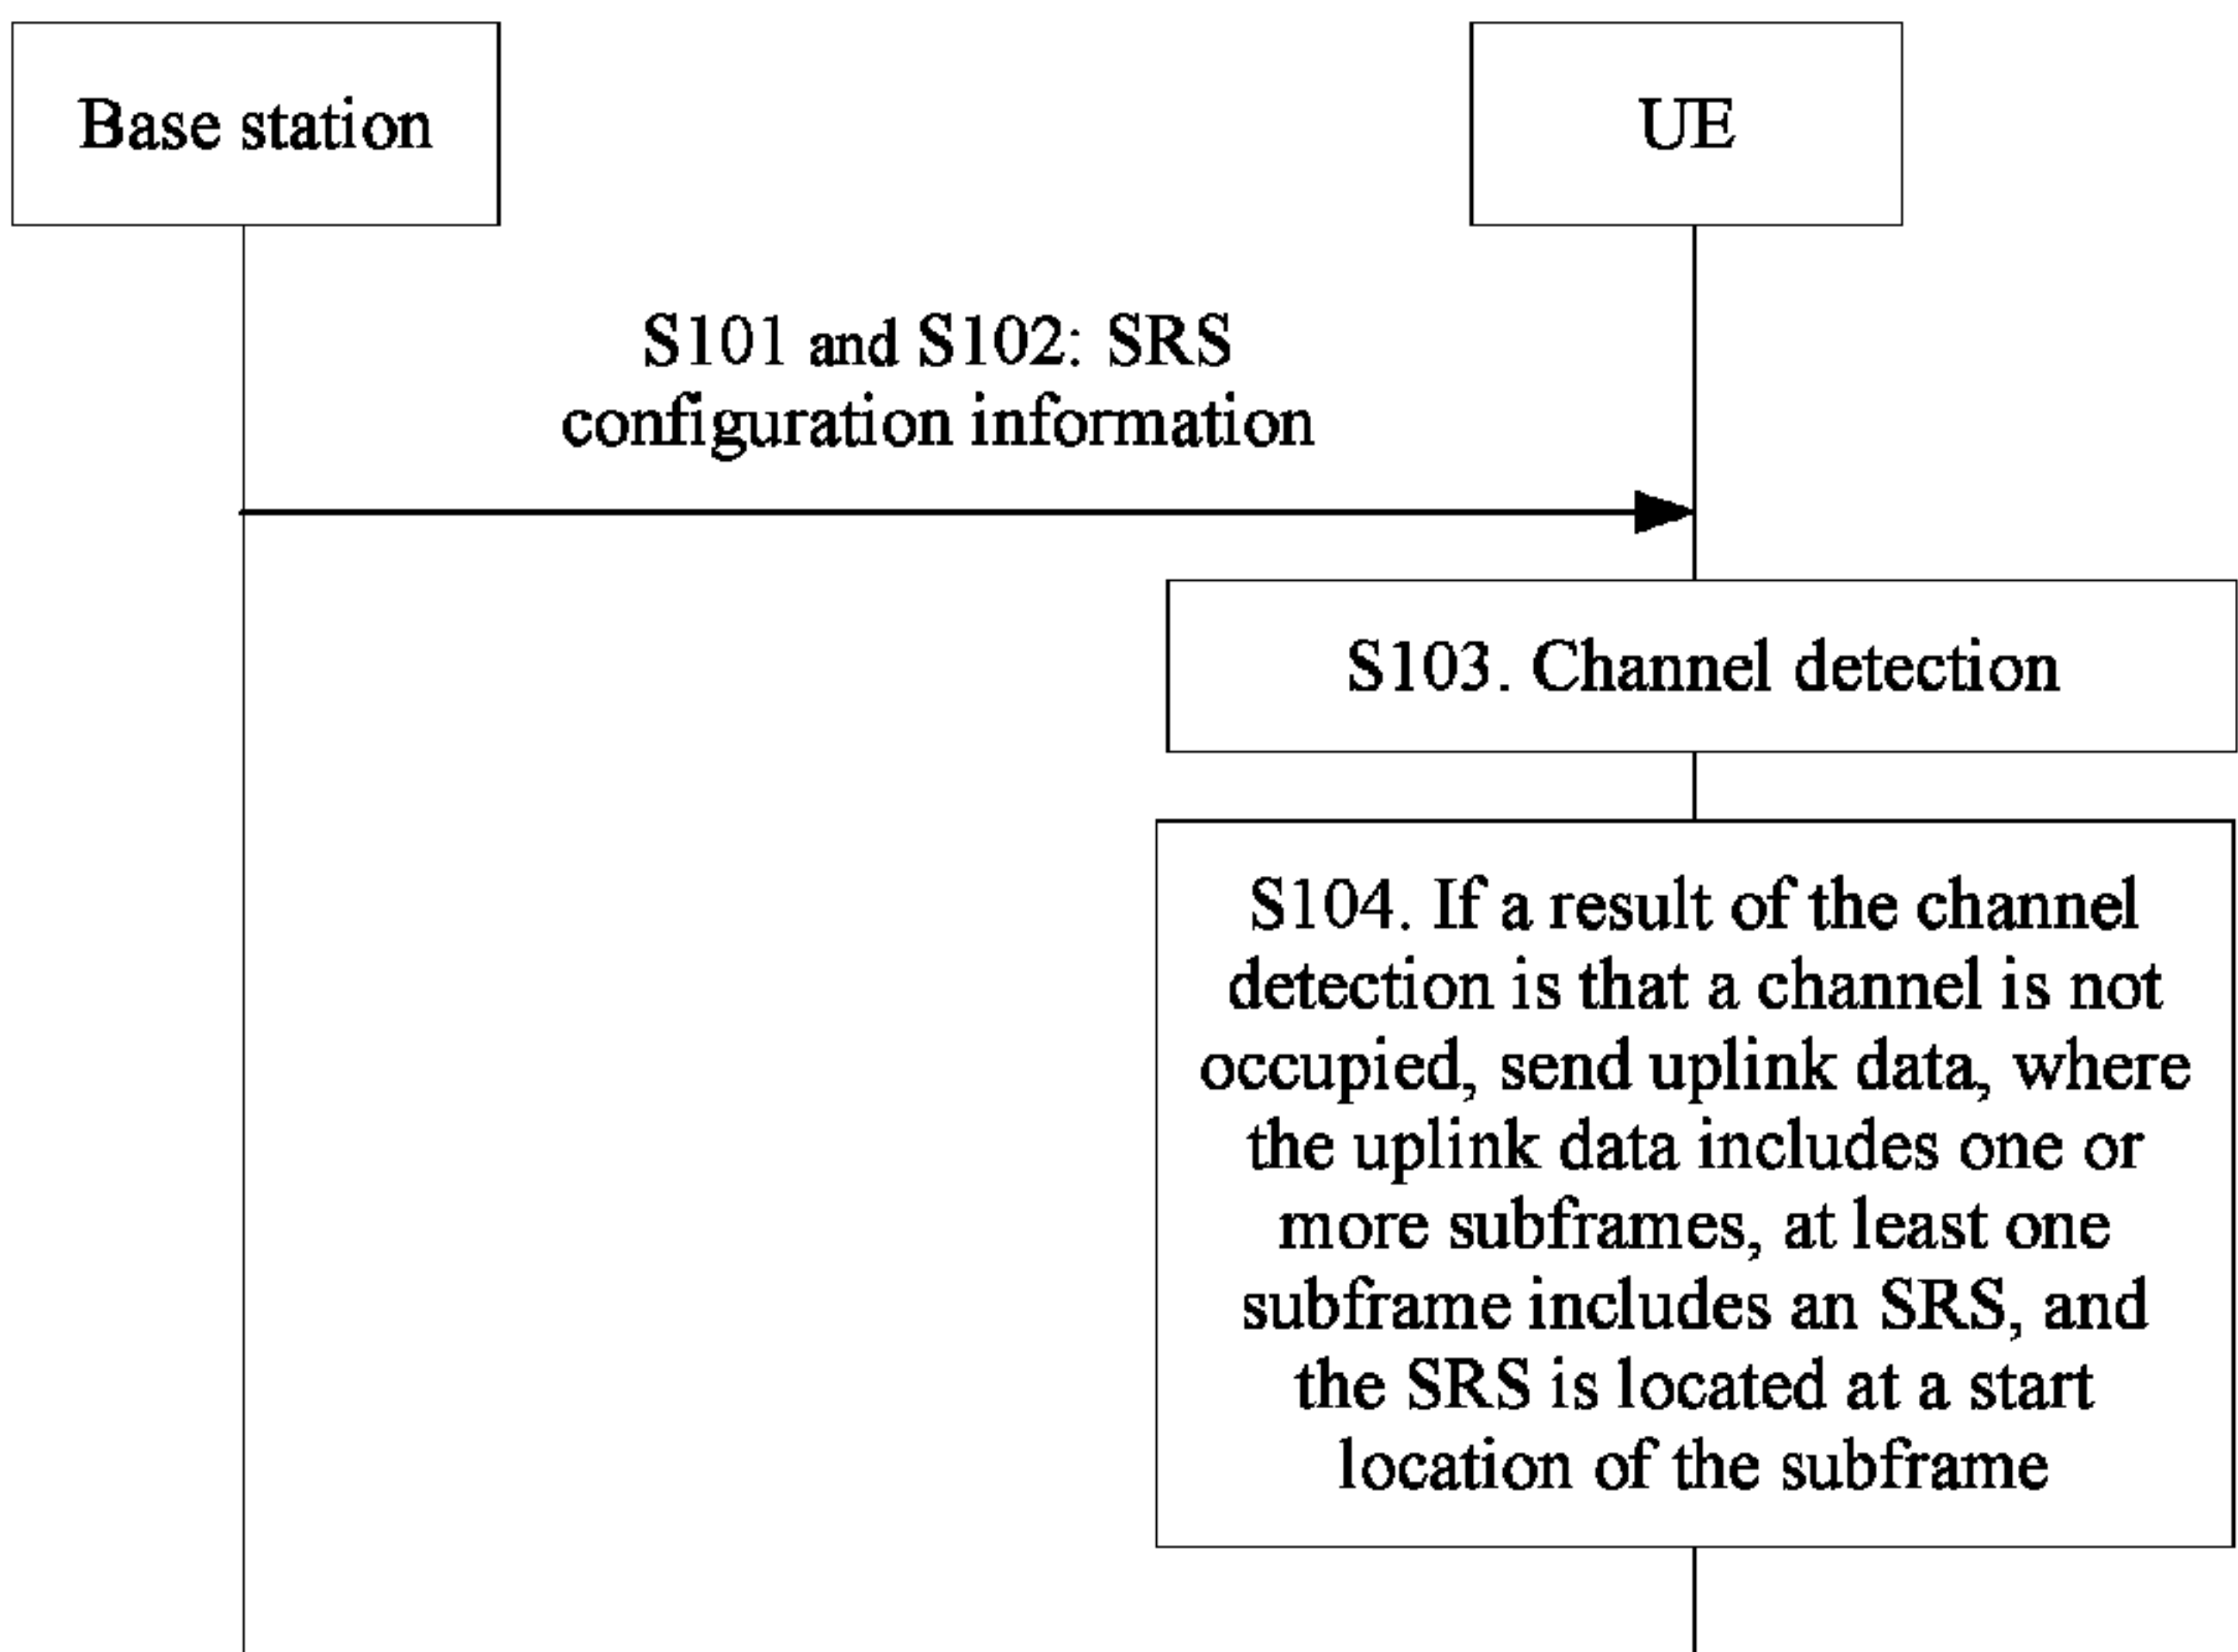 Base station
UE
S101 and S102: SRS
configuration information
S103. Channel detection
S104. If a result of the channel
detection is that a channel is not
occupied, send uplink data, where
the uplink data includes one or
more subframes, at least one
subframe includes an SRS, and
the SRS is located at a start
location of the subframe